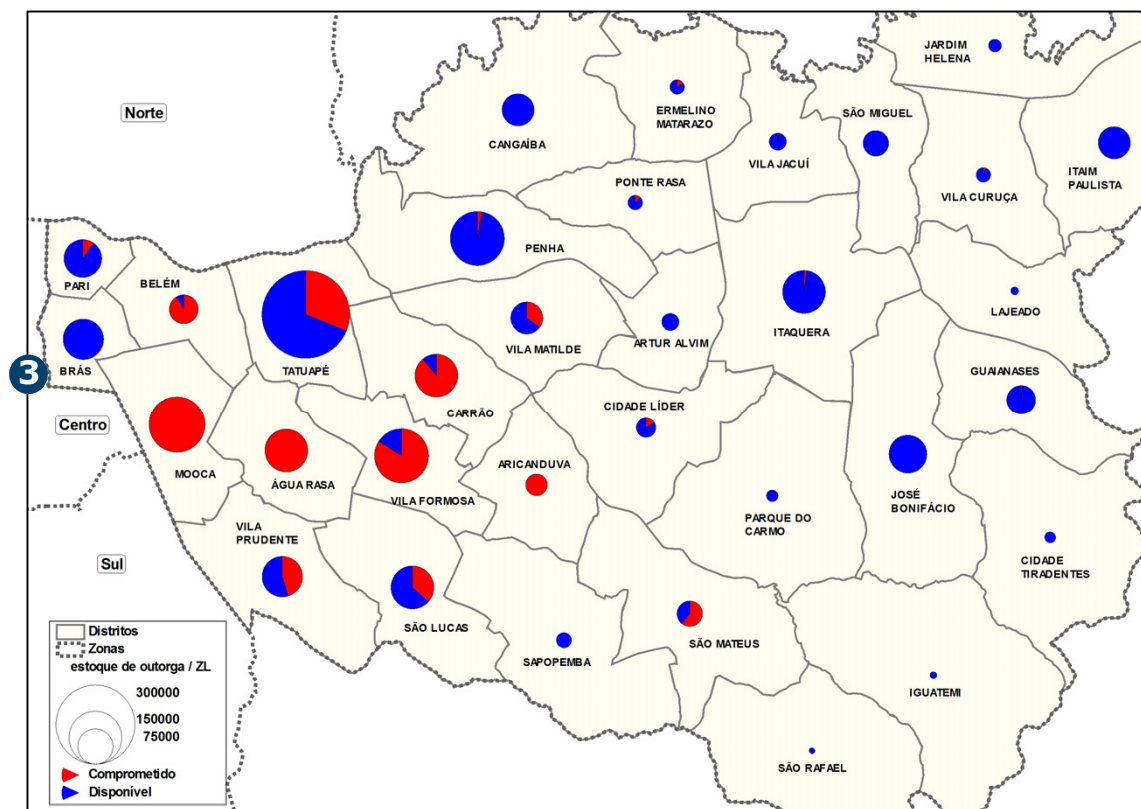 JARDIM
HELENA
Norte
ERMELINO
MATARAZO
SÃO MIGUEL
CANGAÍBA
VILA JACUÍ
ITAIM
PAULISTA
PONTE RASA
VILA CURUÇA
PENHA
PARI
BELÉM
LAJEADO
ITAQUERA
VILA MATILDE
ARTUR ALVIM
BRÁS
TATUAPÉ
GUAIANASES
3
CARRÃO
CIDADE LÍDER
Centro
ARICANDUVA
MOOCA
ÁGUA RASA
VILA FORMOSA
JOSÉ
BONIFÁCIO
PARQUE DO
CARMO
VILA
PRUDENTE
CIDADE
TIRADENTES
Sul
SÃO LUCAS
SÃO MATEUS
SAPOPEMBA
IGUATEMI
SÃO RAFAEL
Distritos
Zonas
estoque de outorga / ZL
300000
150000
75000
Comprometido
Disponível